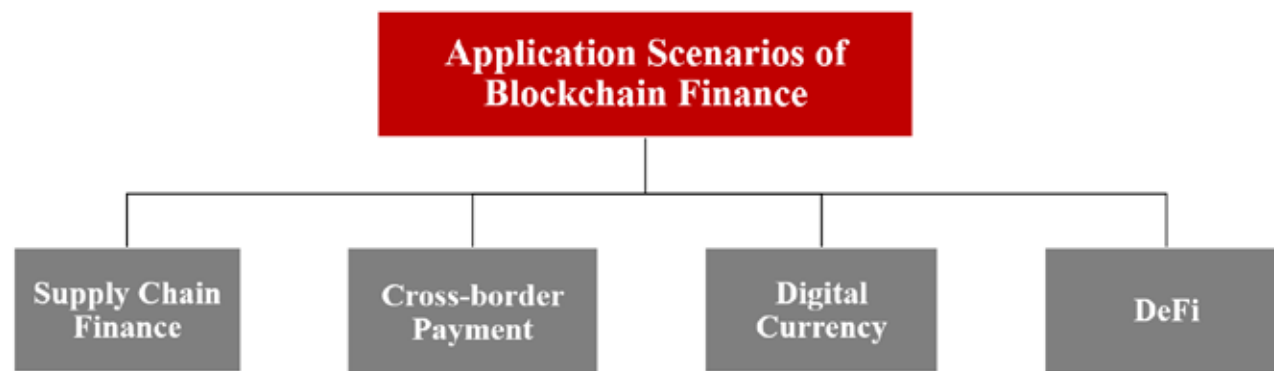 Application Scenarios of
Blockchain Finance
Supply Chain
Finance
Cross-border
Payment
Digital
Currency
DeFi